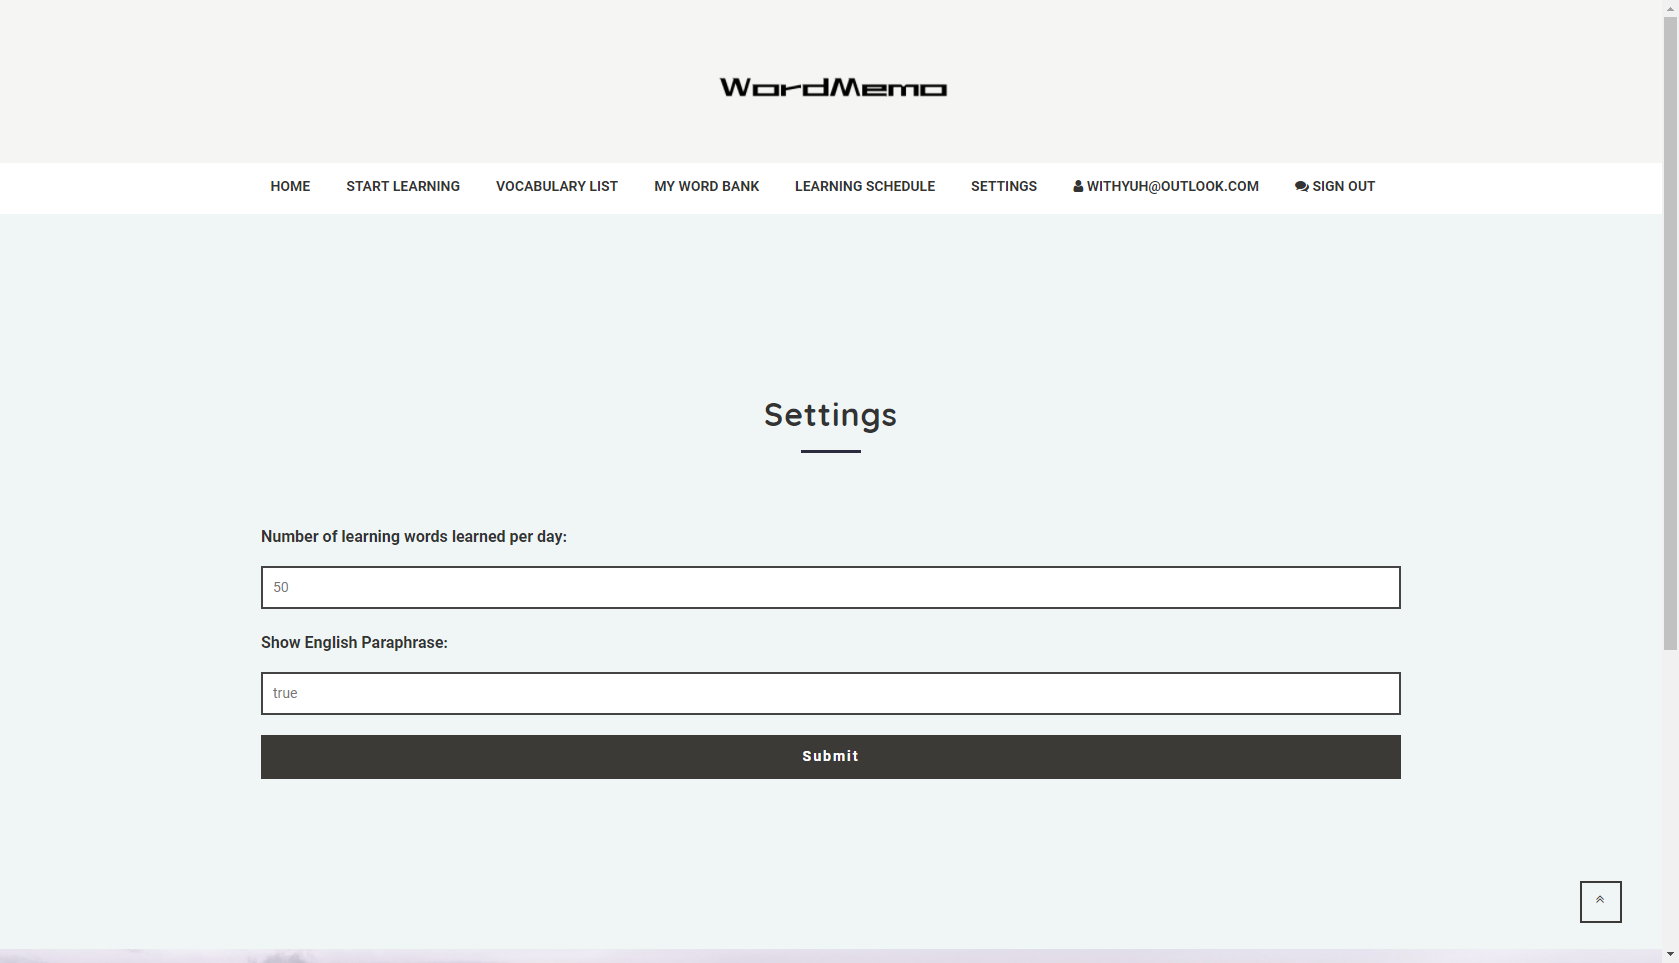 WordMemo
HOME START LEARNING VOCABULARY LIST MY WORD BANK LEARNING SCHEDULE SETTINGS WITHYUH@OUTLOOK.COM SIGN OUT
Settings
Number of learning words learned per day:
50
Show English Paraphrase:
true
Submit